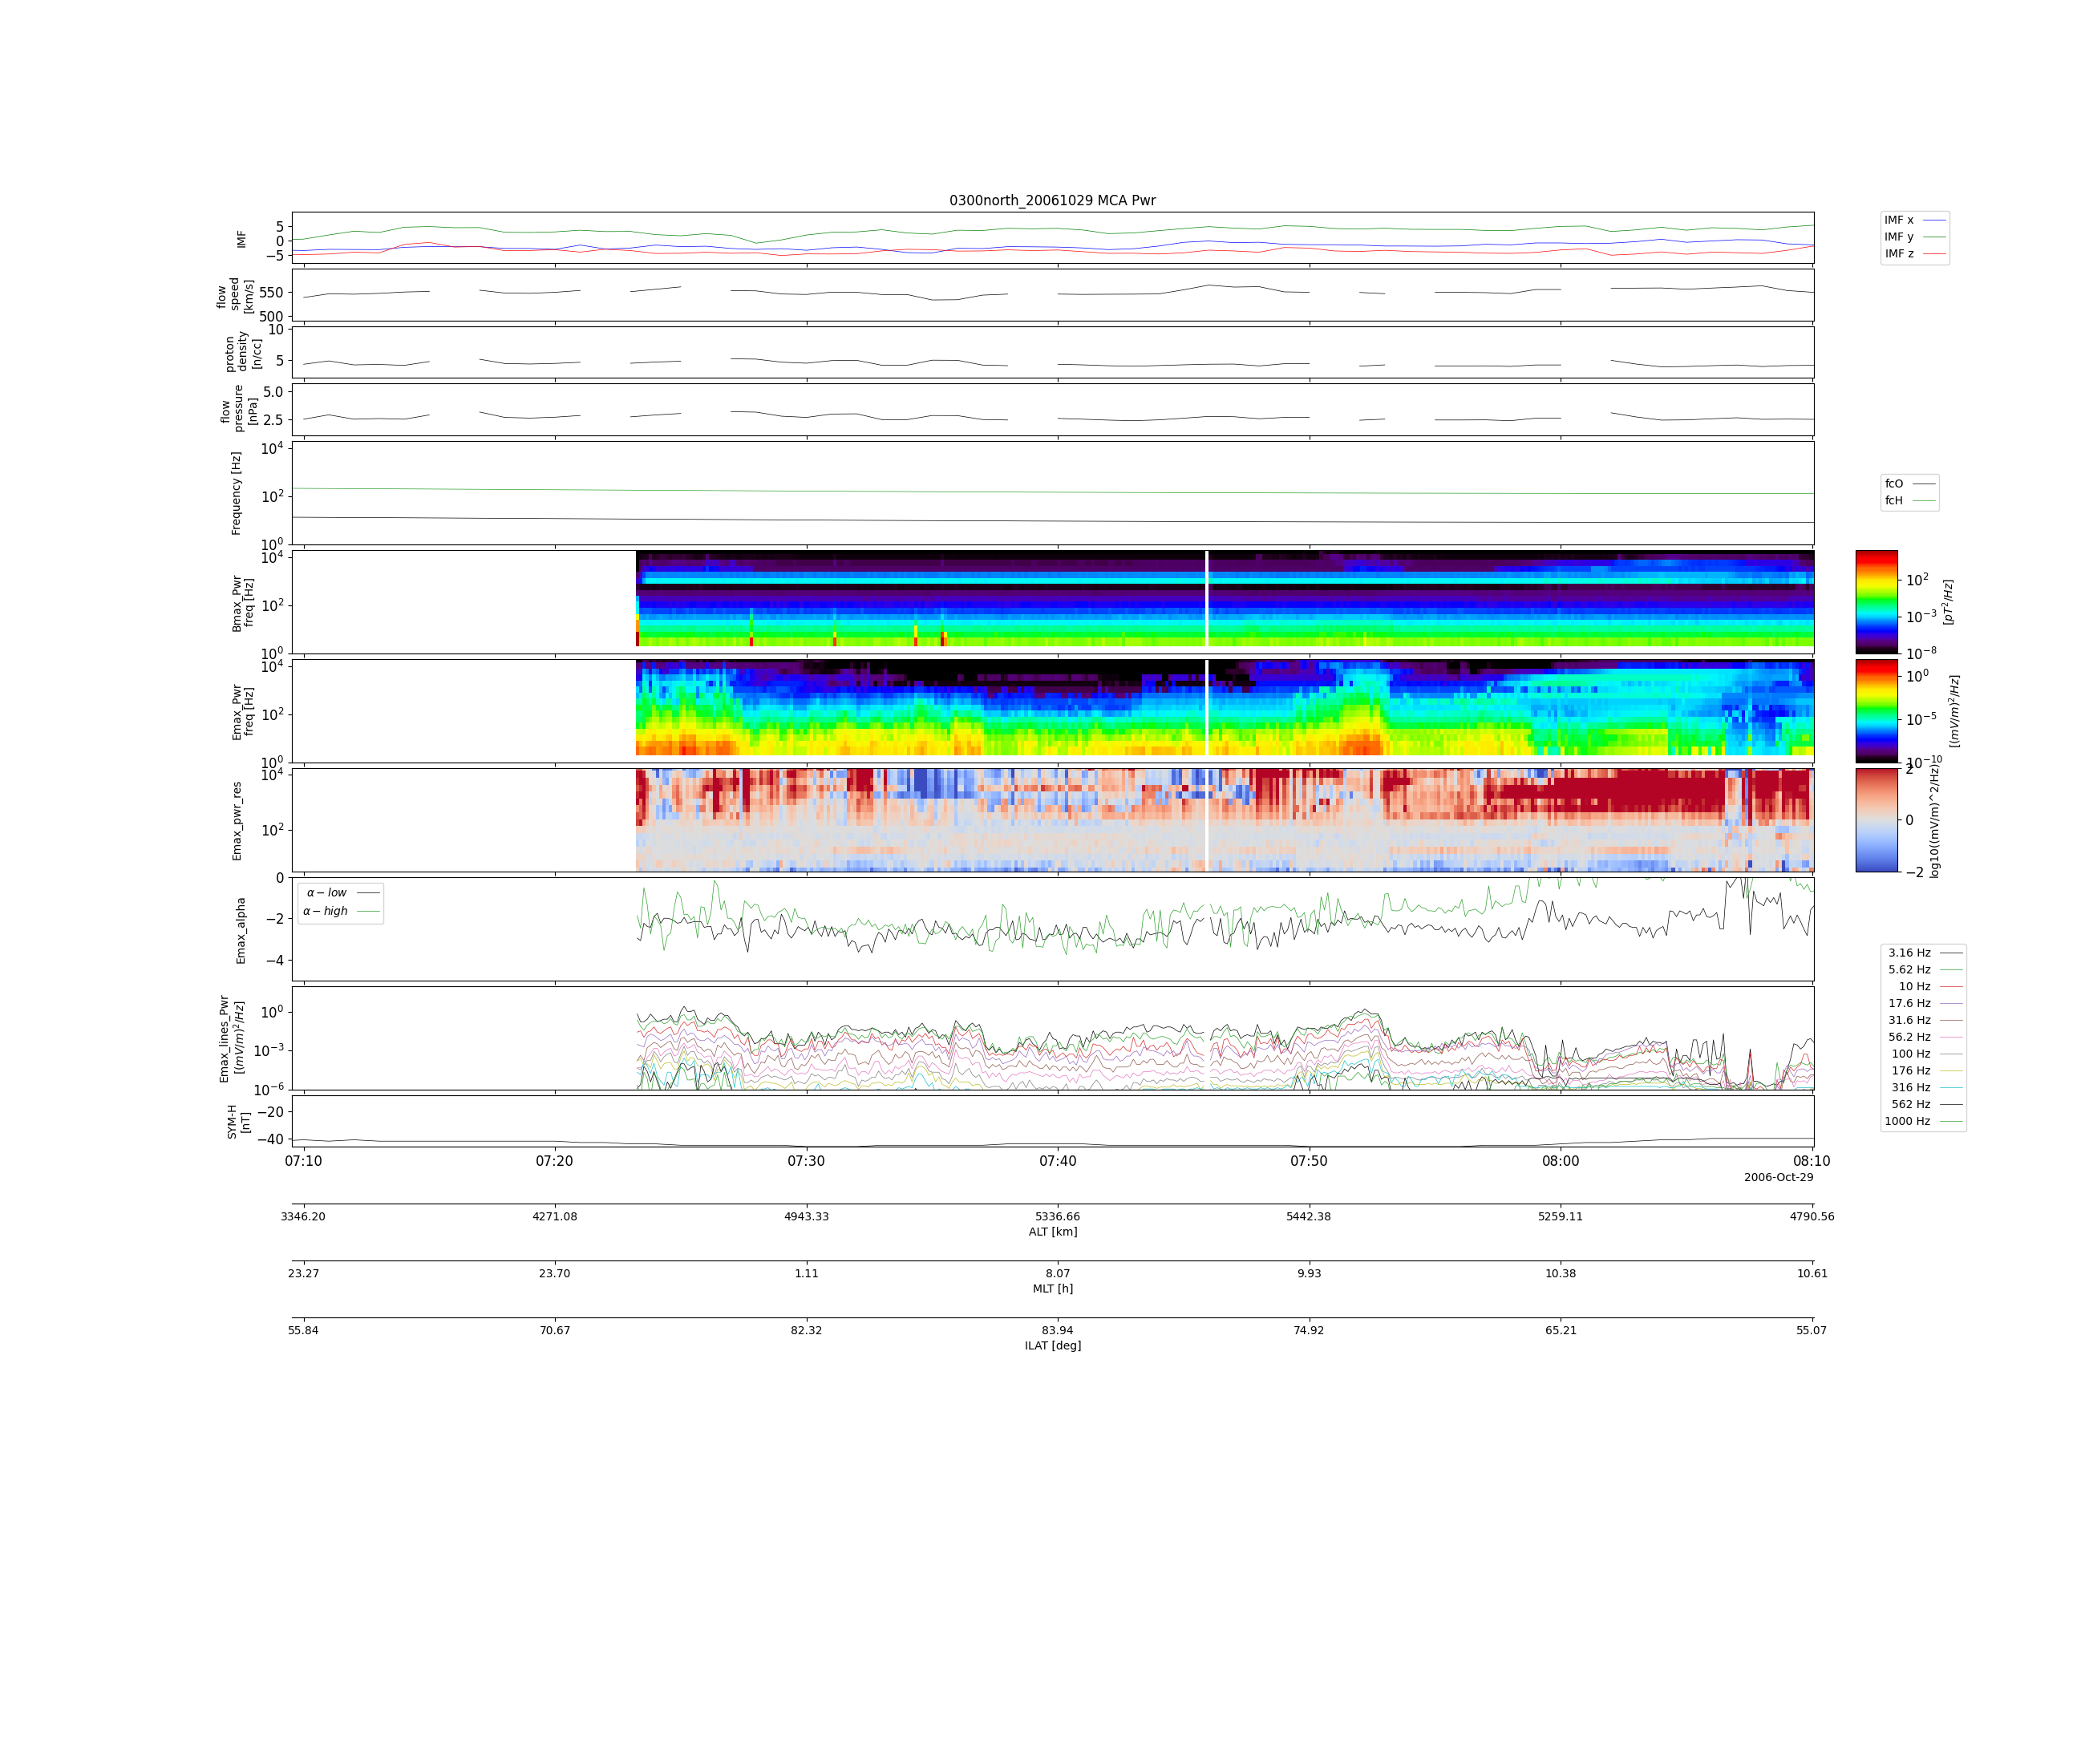 0300north_20061029 MCA Pwr
IMF
5
0
−5
IMF x
IMF y
IMF z
flow
speed
[km/s]
550
500
proton
density
[n/cc]
10
5
flow
pressure
[nPa]
5.0
2.5
Frequency [Hz]
10^4
10^2
10^0
fcO
fcH
Bmax_Pwr
freq [Hz]
10^4
10^2
10^0
10^2
10^−3
10^−8
[pT^2/Hz]
Emax_Pwr
freq [Hz]
10^4
10^2
10^0
10^0
10^−5
10^−10
[(mV/m)^2/Hz]
Emax_pwr_res
10^4
10^2
2
0
−2
log10((mV/m)^2/Hz)
Emax_alpha
0
−2
−4
α − low
α − high
Emax_lines_Pwr
[(mV/m)^2/Hz]
10^0
10^−3
10^−6
3.16 Hz
5.62 Hz
10 Hz
17.6 Hz
31.6 Hz
56.2 Hz
100 Hz
176 Hz
316 Hz
562 Hz
1000 Hz
SYM-H
[nT]
−20
−40
07:10 07:20 07:30 07:40 07:50 08:00 08:10
2006-Oct-29
3346.20 4271.08 4943.33 5336.66 5442.38 5259.11 4790.56
ALT [km]
23.27 23.70 1.11 8.07 9.93 10.38 10.61
MLT [h]
55.84 70.67 82.32 83.94 74.92 65.21 55.07
ILAT [deg]